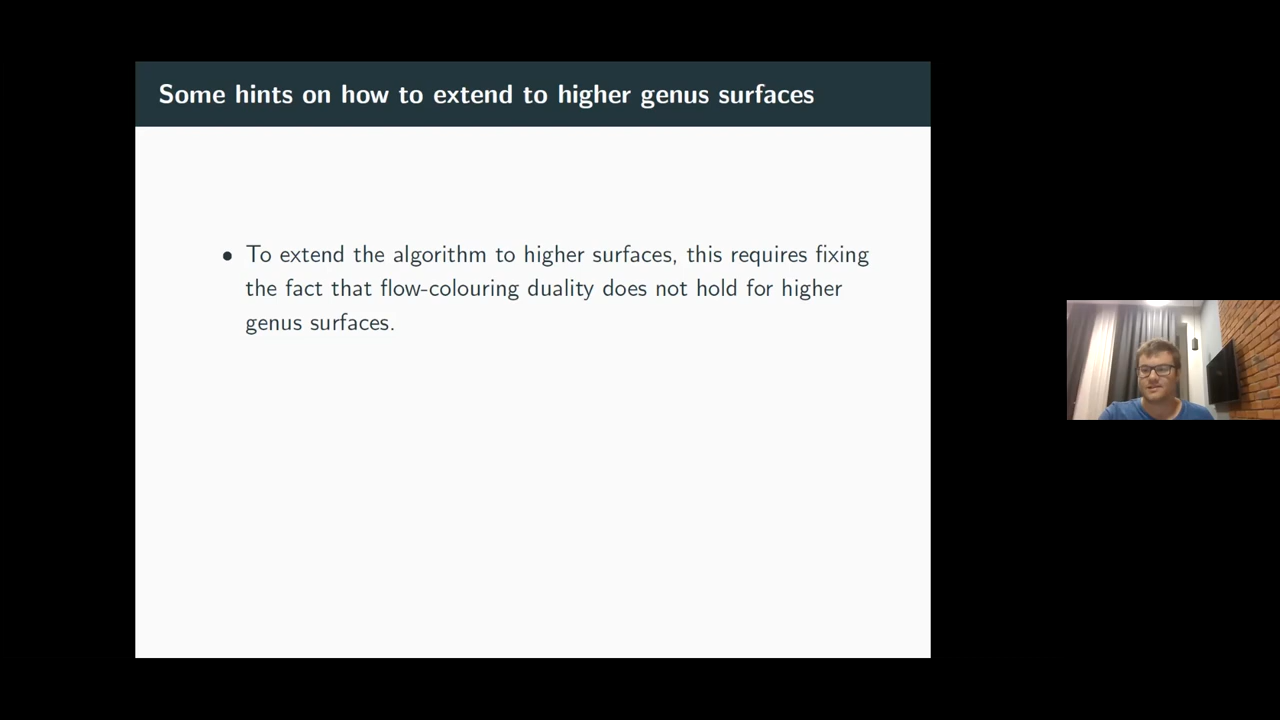 Some hints on how to extend to higher genus surfaces
• To extend the algorithm to higher surfaces, this requires fixing
the fact that flow-colouring duality does not hold for higher
genus surfaces.